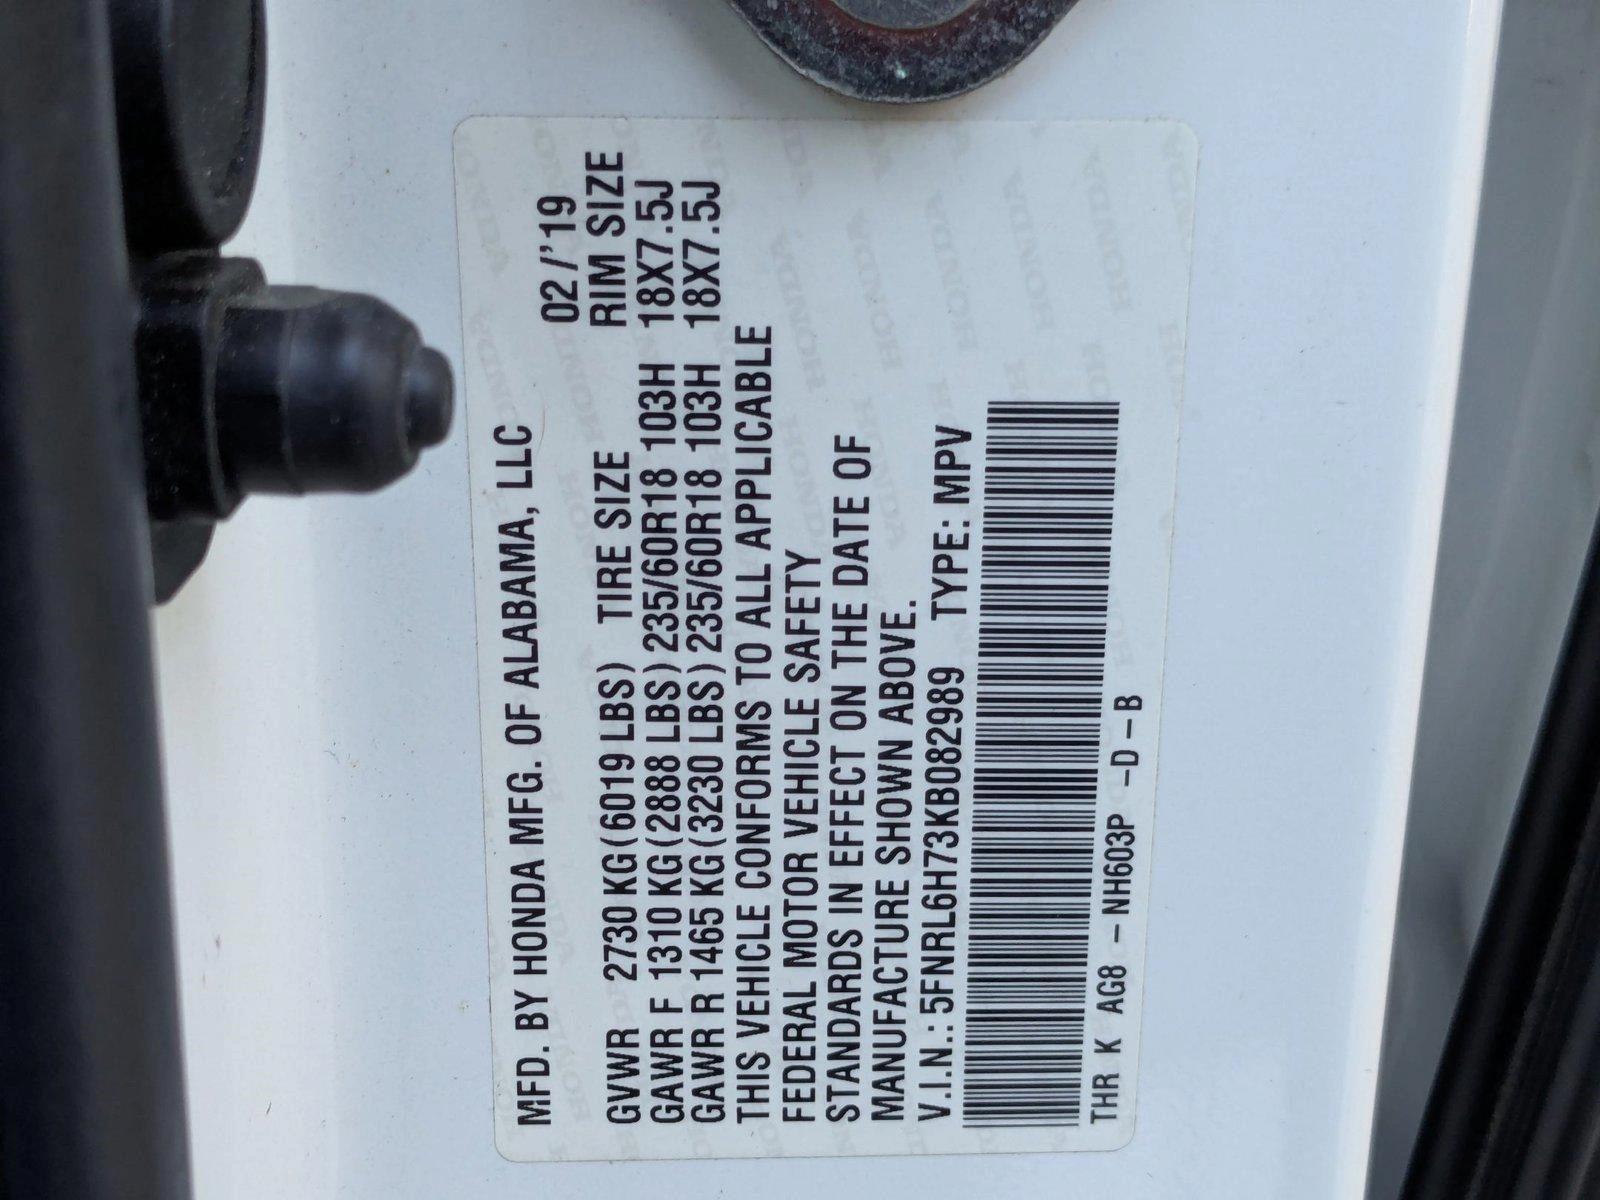 MFD. BY HONDA MFG. OF ALABAMA, LLC 02/'19
GVWR 2730 KG(6019 LBS) TIRE SIZE RIM SIZE
GAWR F 1310 KG(2888 LBS) 235/60R18 103H 18X7.5J
GAWR R 1465 KG(3230 LBS) 235/60R18 103H 18X7.5J
THIS VEHICLE CONFORMS TO ALL APPLICABLE
FEDERAL MOTOR VEHICLE SAFETY
STANDARDS IN EFFECT ON THE DATE OF
MANUFACTURE SHOWN ABOVE.
V.I.N.: 5FNRL6H73KB082989 TYPE: MPV
THR K AG8 – NH603P –D – B